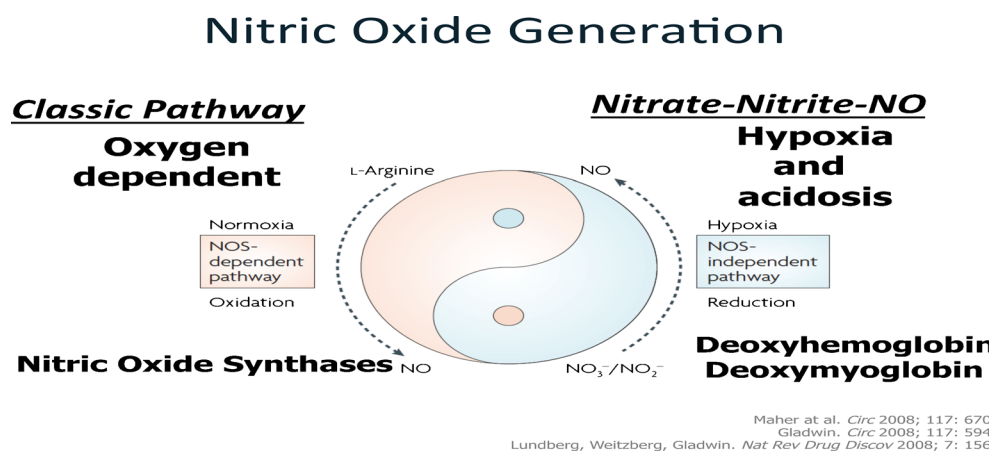 Nitric Oxide Generation
Classic Pathway
Oxygen
dependent
Nitrate-Nitrite-NO
Hypoxia
and
acidosis
L-Arginine
NO
Normoxia
NOS-
dependent
pathway
Oxidation
Hypoxia
NOS-
independent
pathway
Reduction
Nitric Oxide Synthases
NO
NO₃⁻/NO₂⁻
Deoxyhemoglobin
Deoxymyoglobin
Maher at al. Circ 2008; 117: 670
Gladwin. Circ 2008; 117: 594
Lundberg, Weitzberg, Gladwin. Nat Rev Drug Discov 2008; 7: 156